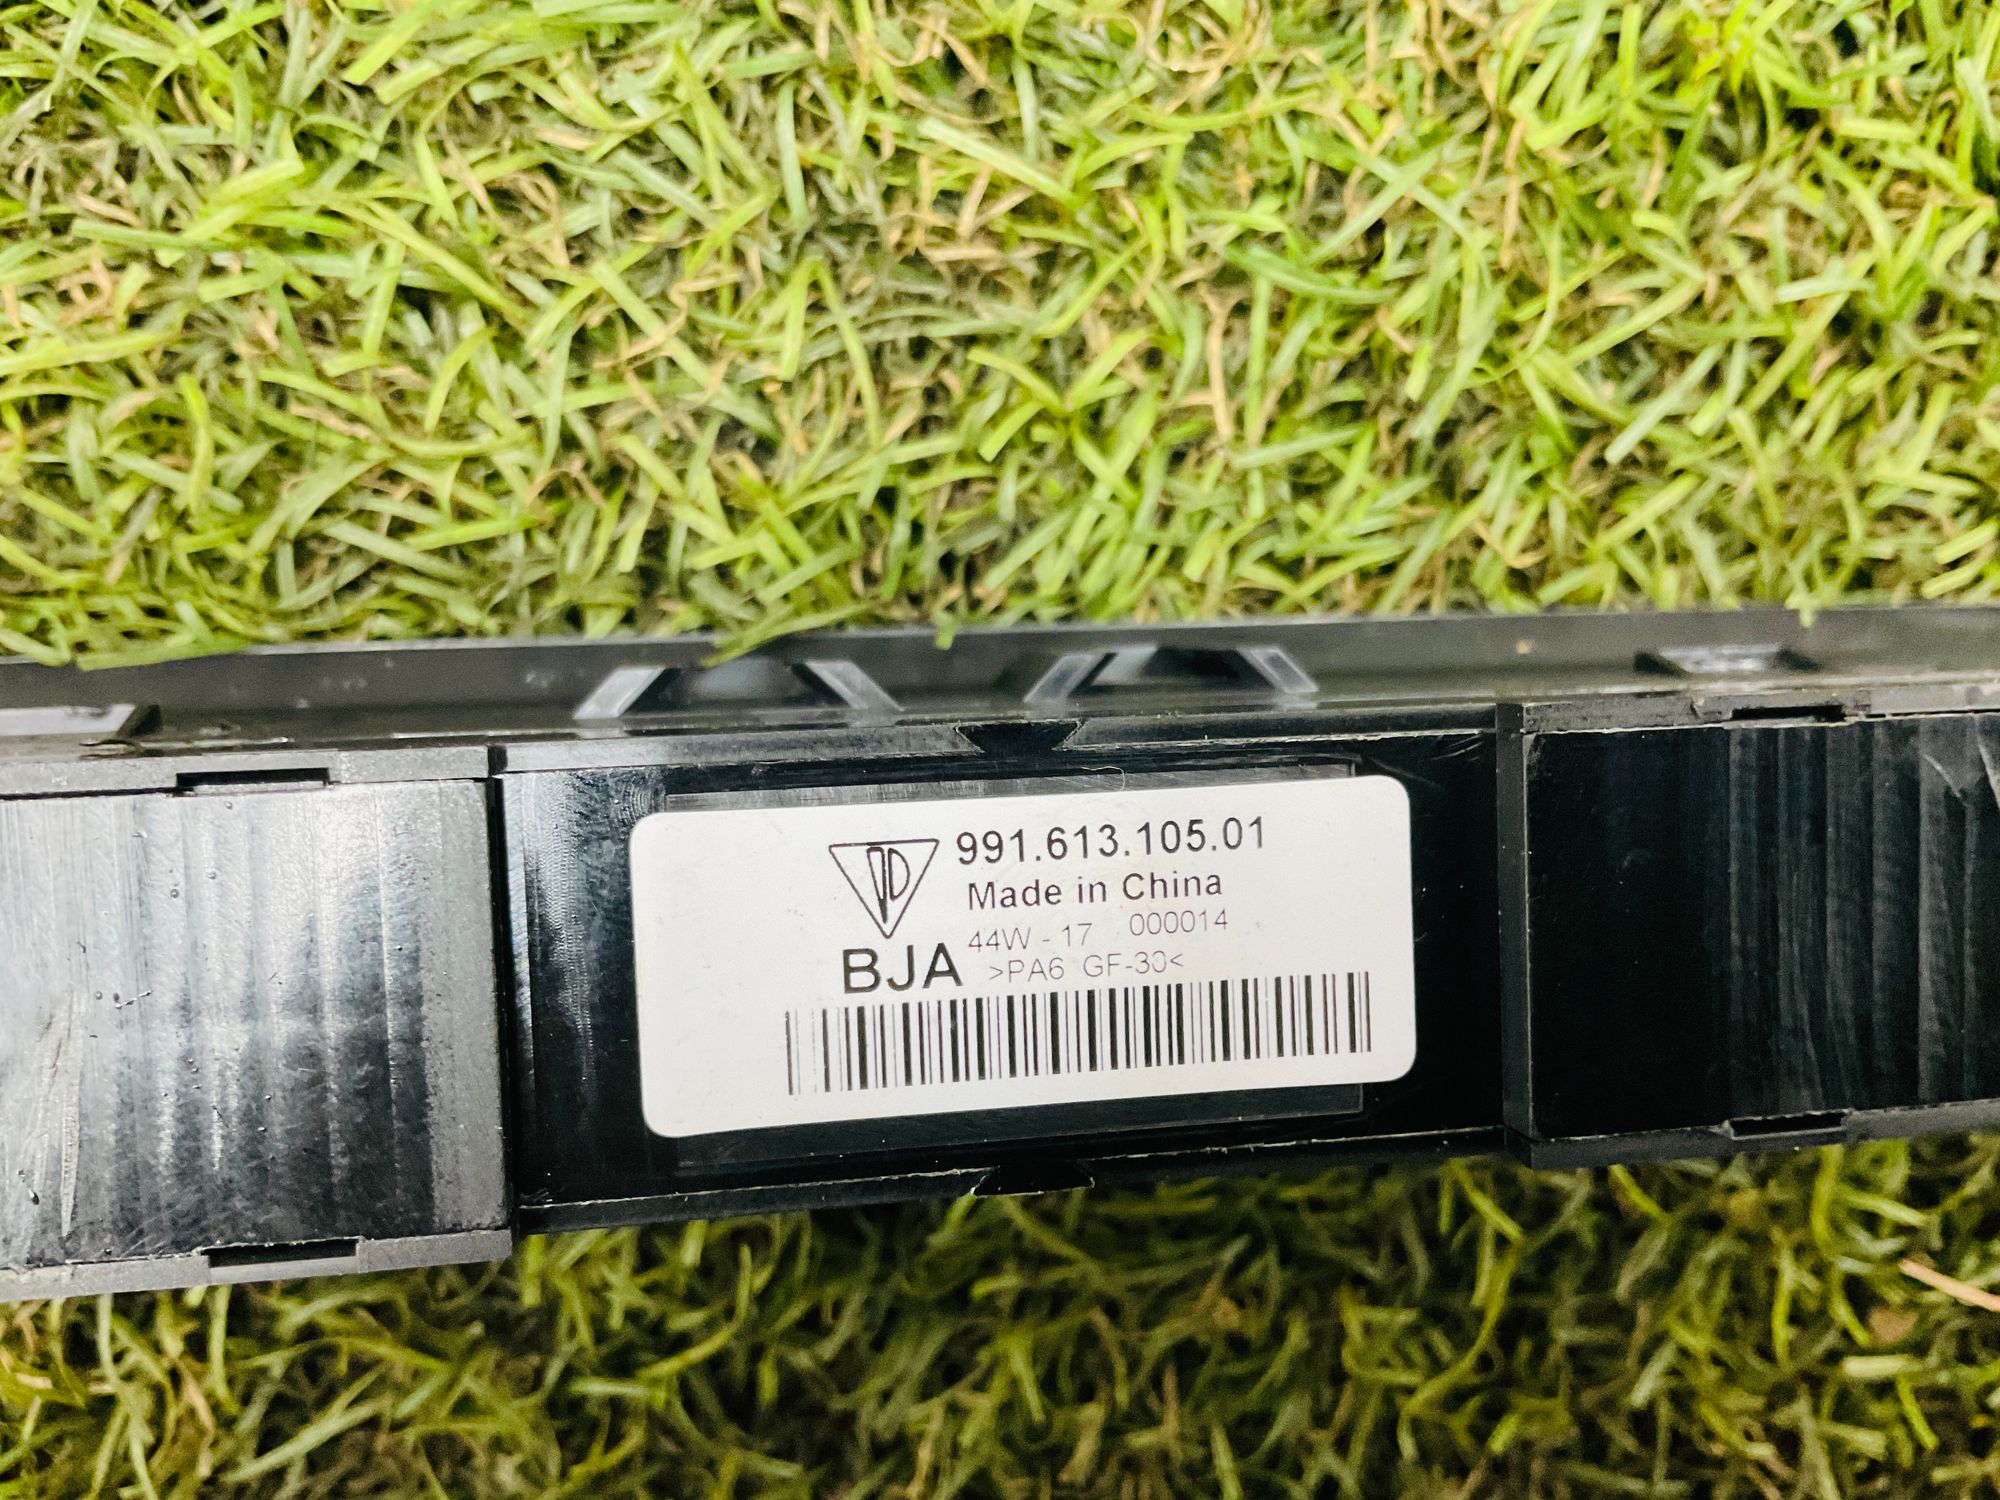 991.613.105.01
Made in China
44W - 17 000014
BJA >PA6 GF-30<